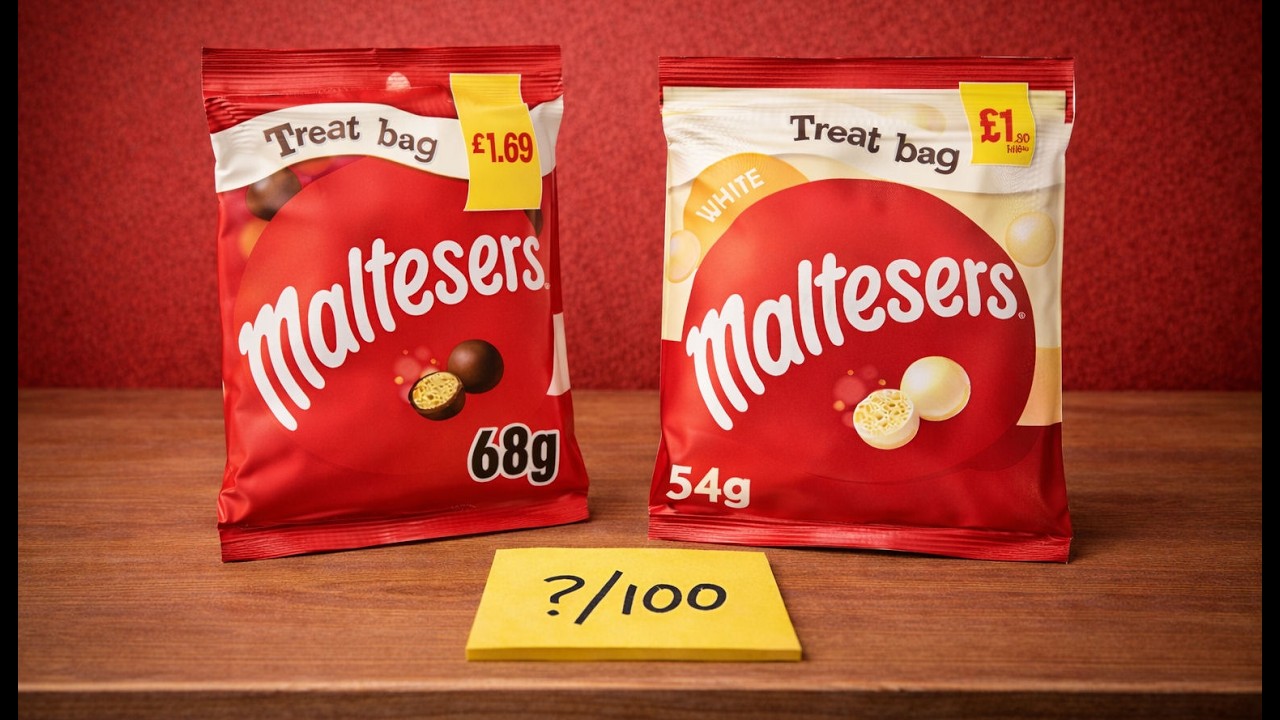 Treat bag
£1.69
Maltesers
68g
Treat bag
£1
WHITE
Maltesers®
54g
?/100